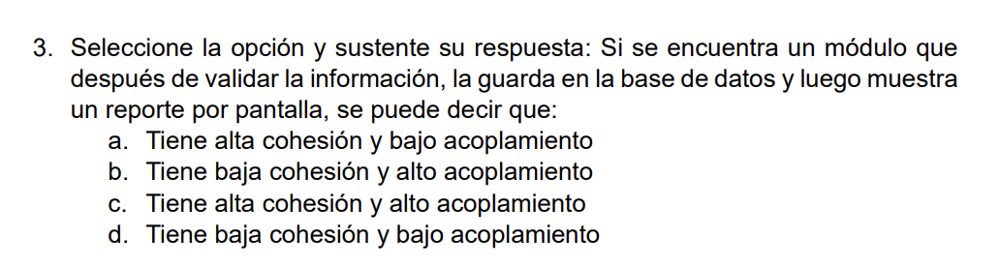 3. Seleccione la opción y sustente su respuesta: Si se encuentra un módulo que
después de validar la información, la guarda en la base de datos y luego muestra
un reporte por pantalla, se puede decir que:
a. Tiene alta cohesión y bajo acoplamiento
b. Tiene baja cohesión y alto acoplamiento
c. Tiene alta cohesión y alto acoplamiento
d. Tiene baja cohesión y bajo acoplamiento